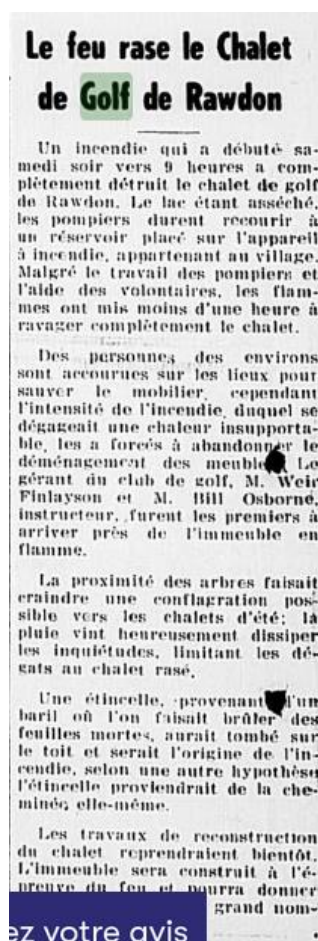 Le feu rase le Chalet
de Golf de Rawdon
Un incendie qui a débuté sa-
medi soir vers 9 heures a com-
plètement détruit le chalet de golf
de Rawdon. Le lac étant asséché,
les pompiers durent recourir à
un réservoir placé sur l'appareil
à incendie, appartenant au village.
Malgré le travail des pompiers et
l'aide des volontaires, les flam-
mes ont mis moins d'une heure à
ravager complètement le chalet.
Des personnes des environs
sont accourues sur les lieux pour
sauver le mobilier, cependant
l'intensité de l'incendie, duquel se
dégageait une chaleur insupporta-
ble, les a forcés à abandonner le
déménagement des meuble Le
gérant du club de golf, M. Weir
Finlayson et M. Bill Osborne,
instructeur, furent les premiers à
arriver près de l'immeuble en
flamme.
La proximité des arbres faisait
craindre une conflagration pos-
sible vers les chalets d'été; la
pluie vint heureusement dissiper
les inquiétudes, limitant les dé-
gats au chalet rasé.
Une étincelle, provenant d'un
baril où l'on faisait brûler des
feuilles mortes, aurait tombé sur
le toit et serait l'origine de l'in-
cendie, selon une autre hypothèse
l'étincelle proviendrait de la che-
minée elle-même.
Les travaux de reconstruction
du chalet reprendraient bientôt.
L'immeuble sera construit à l'é-
preuve du feu et pourra donner
grand nom-
ez votre avis